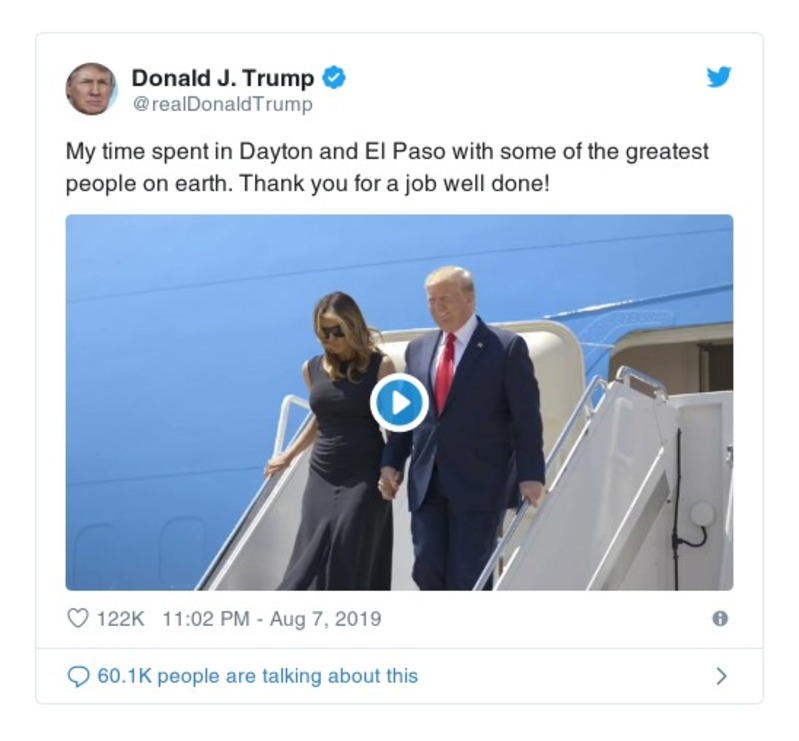 Donald J. Trump
@realDonaldTrump
My time spent in Dayton and El Paso with some of the greatest
people on earth. Thank you for a job well done!
122K 11:02 PM - Aug 7, 2019
60.1K people are talking about this